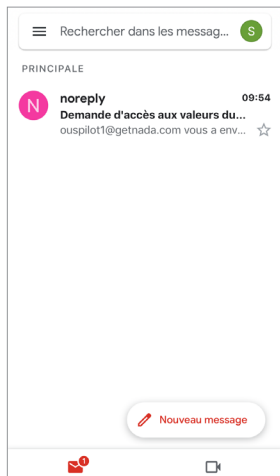 Rechercher dans les messag... S
PRINCIPALE
N noreply 09:54
Demande d'accès aux valeurs du...
ouspilot1@getnada.com vous a env...
Nouveau message
1